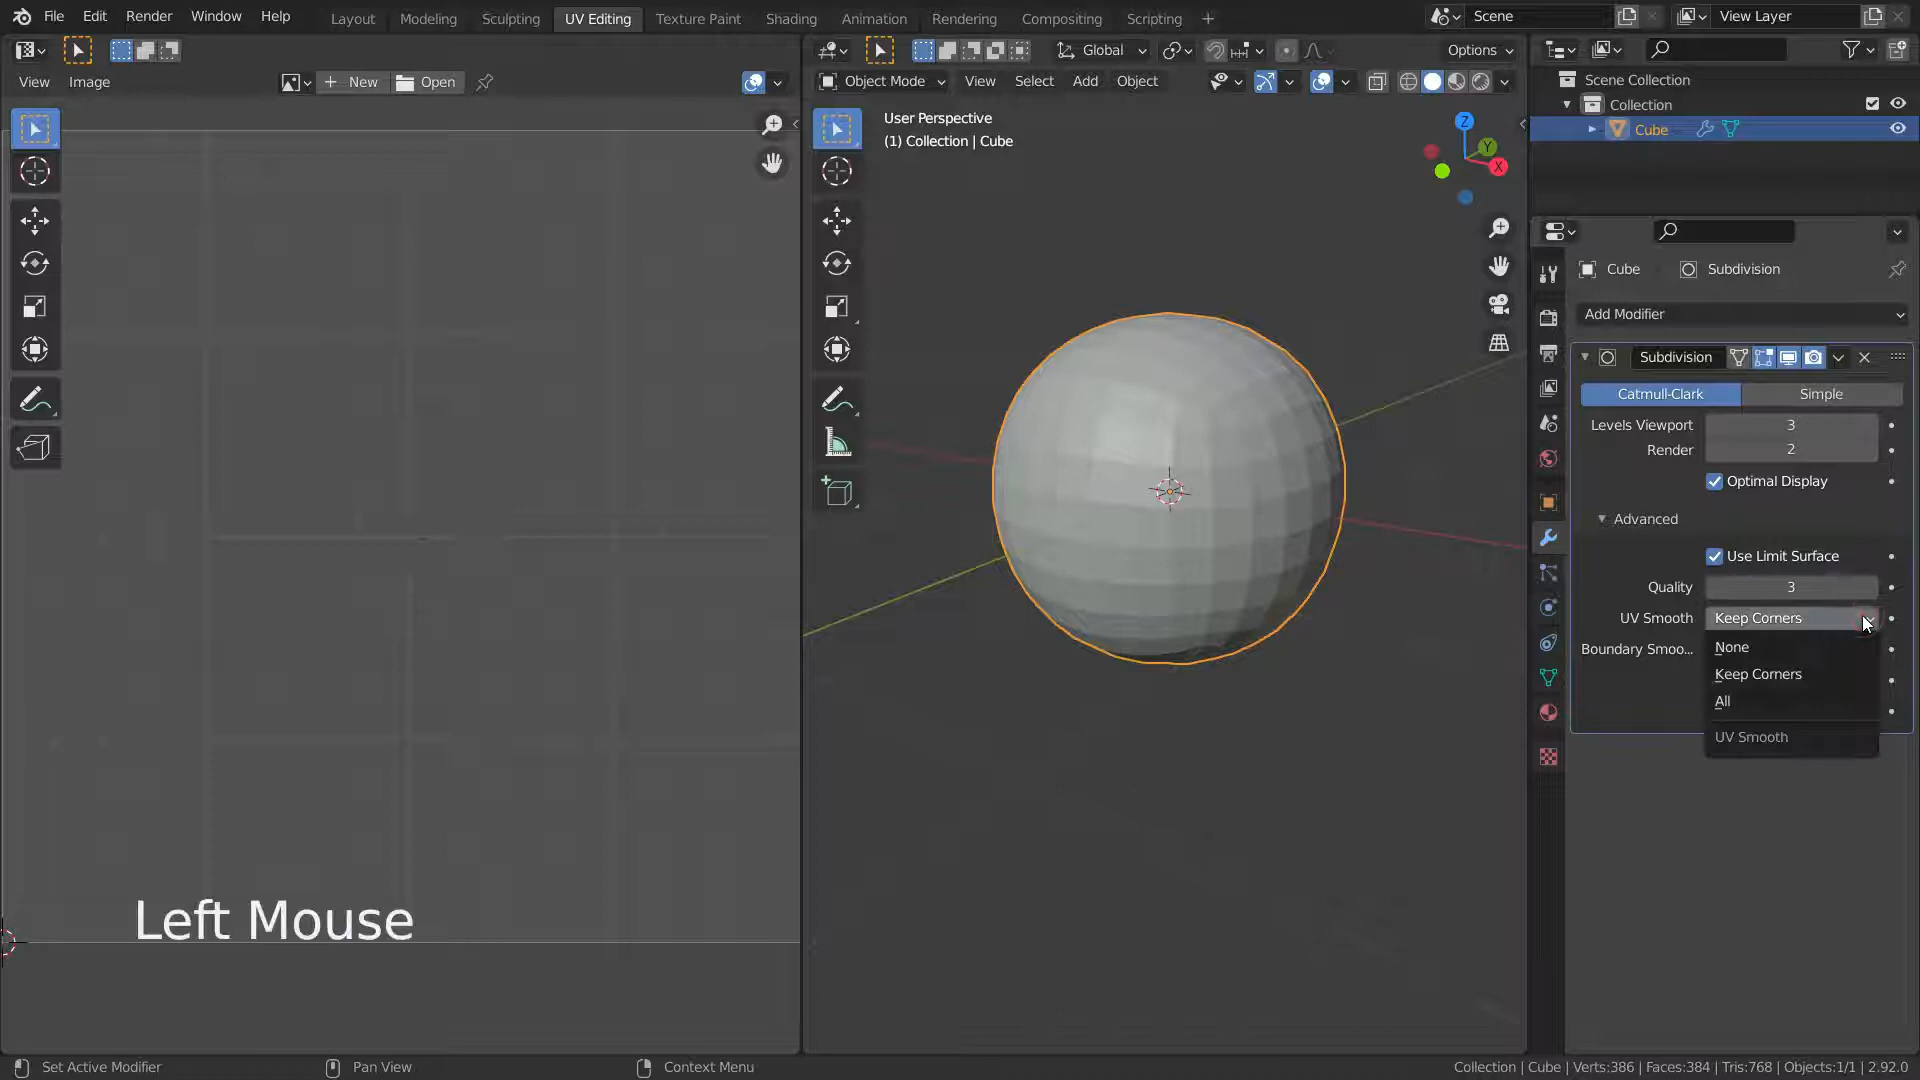 File Edit Render Window Help Layout Modeling Sculpting UV Editing Texture Paint Shading Animation Rendering Compositing Scripting + Scene View Layer
Global Options
View Image + New Open Object Mode View Select Add Object
Scene Collection
Collection
Cube
User Perspective
(1) Collection | Cube
Z
Y
X
Cube Subdivision
Add Modifier
Subdivision
Catmull-Clark Simple
Levels Viewport 3
Render 2
Optimal Display
Advanced
Use Limit Surface
Quality 3
UV Smooth Keep Corners
Boundary Smoo... None
Keep Corners
All
UV Smooth
Left Mouse
Set Active Modifier Pan View Context Menu Collection | Cube | Verts:386 | Faces:384 | Tris:768 | Objects:1/1 | 2.92.0